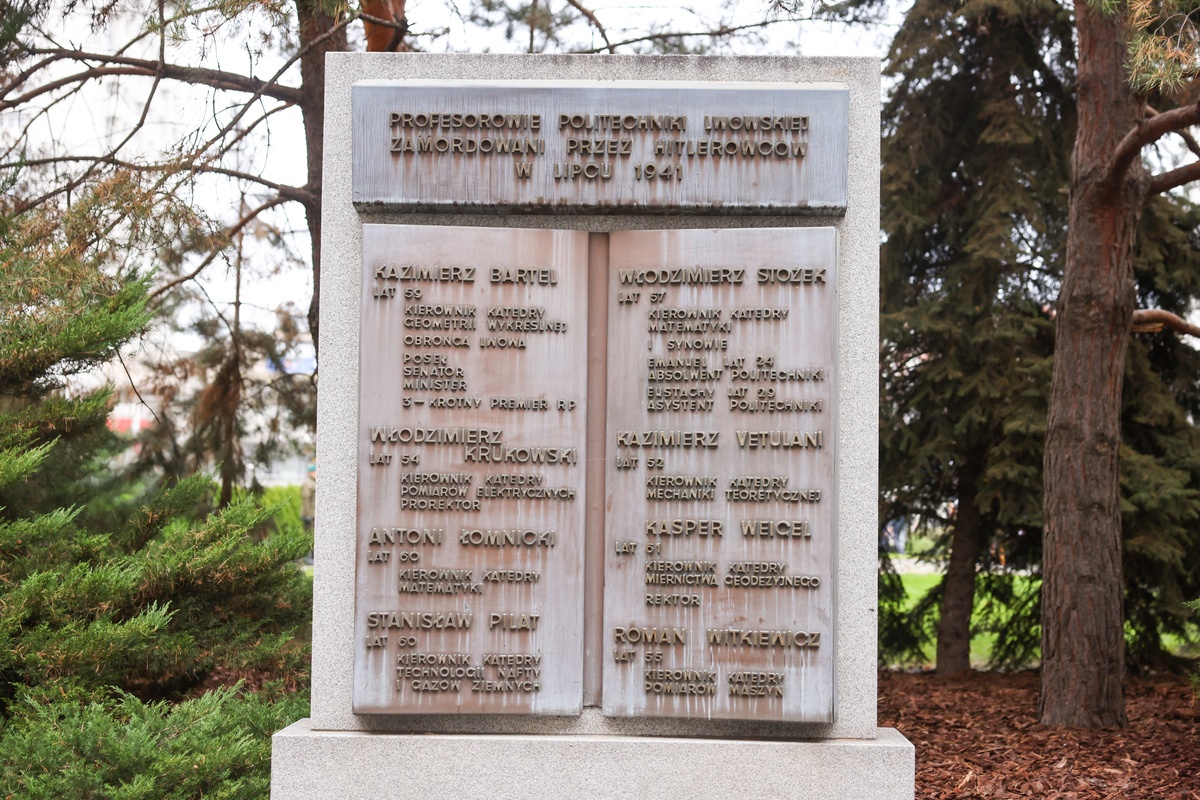 PROFESOROWIE POLITECHNIKI LWOWSKIEJ
ZAMORDOWANI PRZEZ HITLEROWCÓW
W LIPCU 1941
KAZIMIERZ BARTEL
LAT 59
KIEROWNIK KATEDRY
GEOMETRII WYKREŚLNEJ
OBROŃCA LWOWA
POSEŁ
SENATOR
MINISTER
3-KROTNY PREMIER RP
WŁODZIMIERZ
KRUKOWSKI
LAT 54
KIEROWNIK KATEDRY
POMIARÓW ELEKTRYCZNYCH
PROREKTOR
ANTONI ŁOMNICKI
LAT 60
KIEROWNIK KATEDRY
MATEMATYKI
STANISŁAW PILAT
LAT 60
KIEROWNIK KATEDRY
TECHNOLOGII NAFTY
I GAZÓW ZIEMNYCH
WŁODZIMIERZ STOŻEK
LAT 57
KIEROWNIK KATEDRY
MATEMATYKI
I SYNOWIE
EMANUEL LAT 24
ABSOLWENT POLITECHNIKI
EUSTACHY LAT 29
ASYSTENT POLITECHNIKI
KAZIMIERZ VETULANI
LAT 52
KIEROWNIK KATEDRY
MECHANIKI TEORETYCZNEJ
KASPER WEIGEL
LAT 61
KIEROWNIK KATEDRY
MIERNICTWA GEODEZYJNEGO
REKTOR
ROMAN WITKIEWICZ
LAT 55
KIEROWNIK KATEDRY
POMIARÓW MASZYN